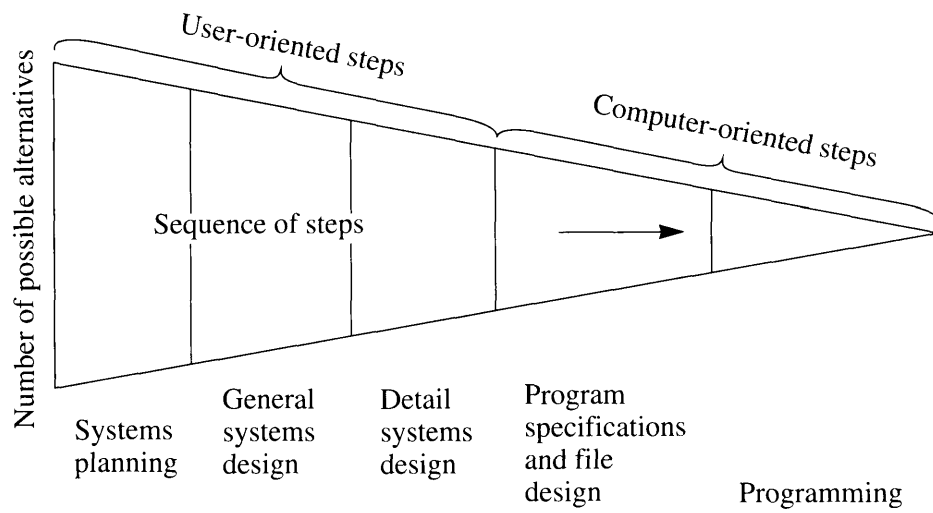 User-oriented steps
Computer-oriented steps
Number of possible alternatives
Sequence of steps
Systems
planning
General
systems
design
Detail
systems
design
Program
specifications
and file
design
Programming